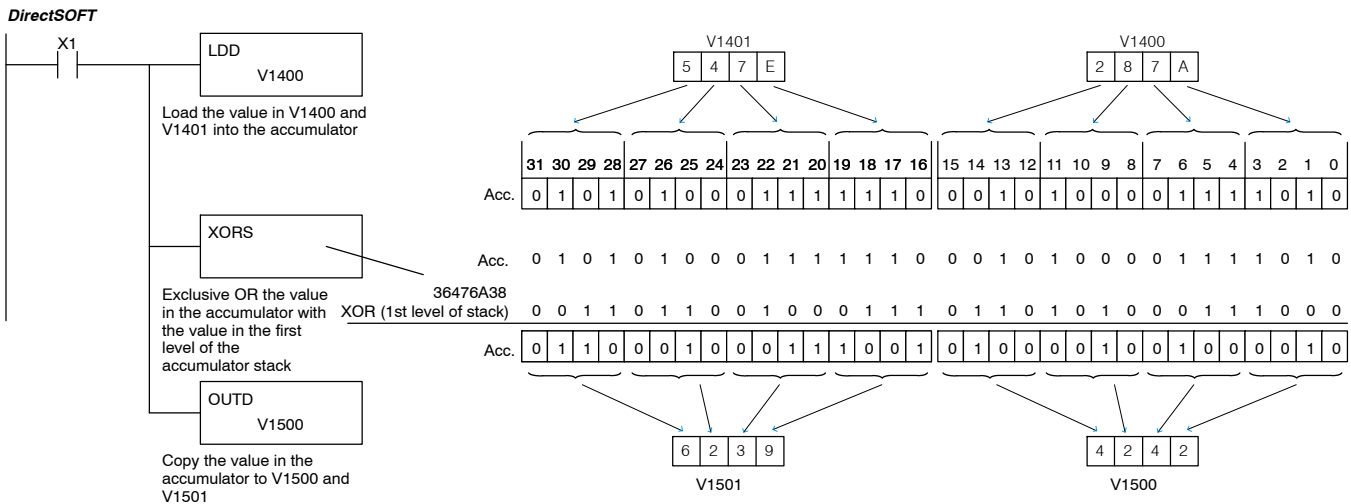 DirectSOFT
X1
LDD
V1400
Load the value in V1400 and
V1401 into the accumulator
XORS
Exclusive OR the value
in the accumulator with
the value in the first
level of the
accumulator stack
OUTD
V1500
Copy the value in the
accumulator to V1500 and
V1501
V1401 V1400
5 4 7 E 2 8 7 A
31 30 29 28 27 26 25 24 23 22 21 20 19 18 17 16 15 14 13 12 11 10 9 8 7 6 5 4 3 2 1 0
Acc. 0 1 0 1 0 1 0 0 0 1 1 1 1 1 1 0 0 0 1 0 1 0 0 0 0 1 1 1 1 0 1 0
Acc. 0 1 0 1 0 1 0 0 0 1 1 1 1 1 1 0 0 0 1 0 1 0 0 0 0 1 1 1 1 0 1 0
36476A38
XOR (1st level of stack) 0 0 1 1 0 1 1 0 0 1 0 0 0 1 1 1 0 1 1 0 1 0 1 0 0 0 1 1 1 0 0 0
Acc. 0 1 1 0 0 0 1 0 0 0 1 1 1 0 0 1 0 1 0 0 0 0 1 0 0 1 0 0 0 0 1 0
6 2 3 9 4 2 4 2
V1501 V1500